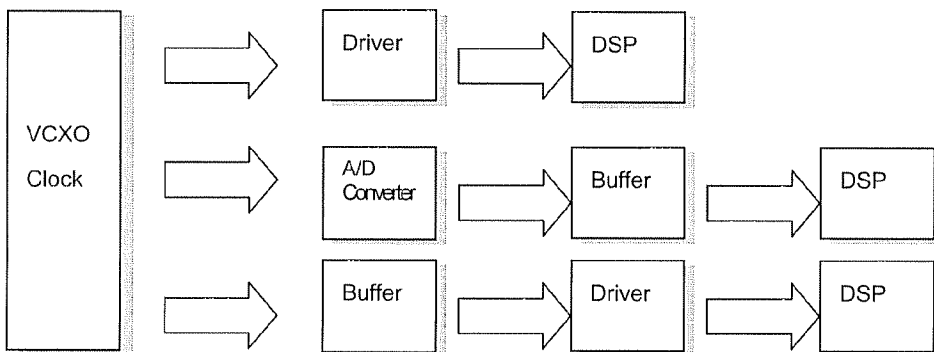 Driver
DSP
VCXO
Clock
A/D
Converter
Buffer
DSP
Buffer
Driver
DSP